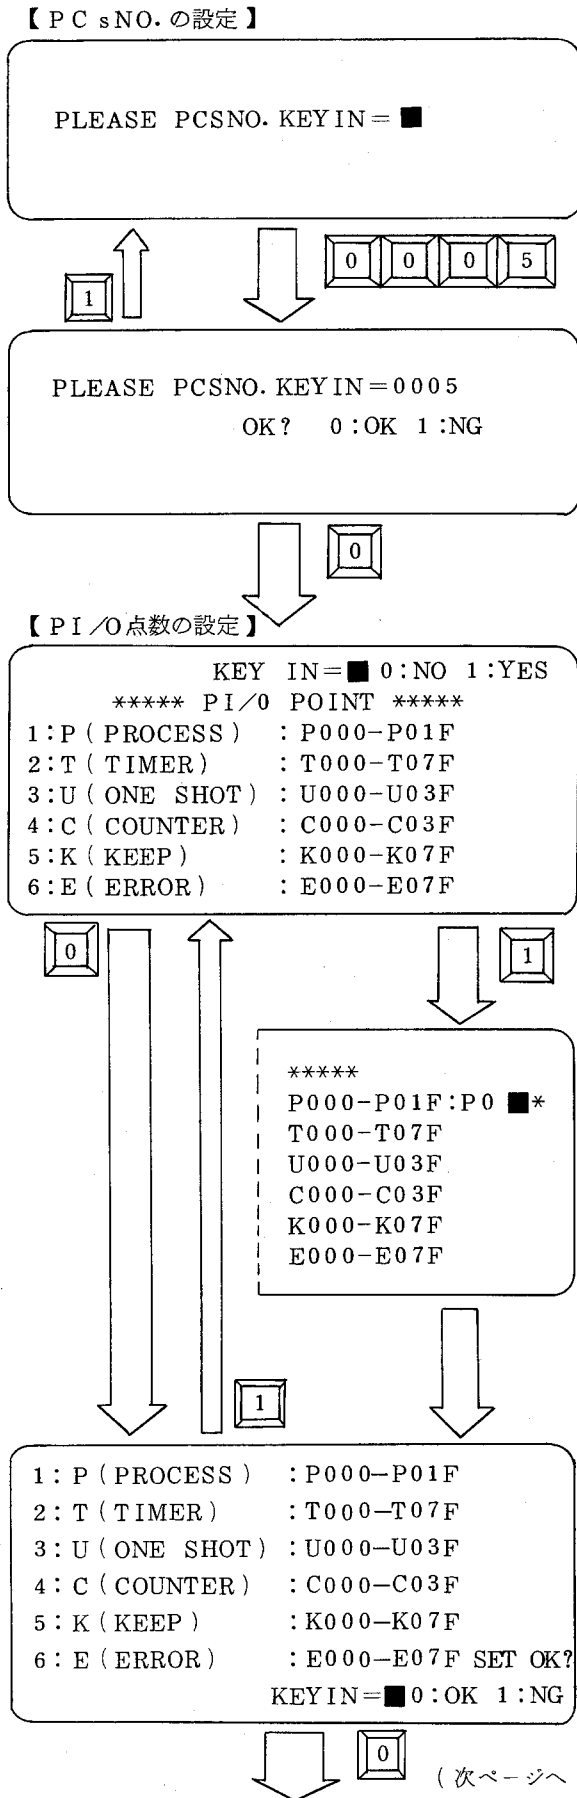 【PCsNO.の設定】
PLEASE PCSNO. KEYIN=■
1
0 0 0 5
PLEASE PCSNO. KEYIN=0005
OK? 0:OK 1:NG
0
【PI/O点数の設定】
KEY IN=■ 0:NO 1:YES
***** PI/O POINT *****
1:P(PROCESS) :P000-P01F
2:T(TIMER) :T000-T07F
3:U(ONE SHOT) :U000-U03F
4:C(COUNTER) :C000-C03F
5:K(KEEP) :K000-K07F
6:E(ERROR) :E000-E07F
0
1
*****
P000-P01F:P0 ■*
T000-T07F
U000-U03F
C000-C03F
K000-K07F
E000-E07F
1
1:P(PROCESS) :P000-P01F
2:T(TIMER) :T000-T07F
3:U(ONE SHOT) :U000-U03F
4:C(COUNTER) :C000-C03F
5:K(KEEP) :K000-K07F
6:E(ERROR) :E000-E07F SET OK?
KEYIN=■ 0:OK 1:NG
0
(次ページへ